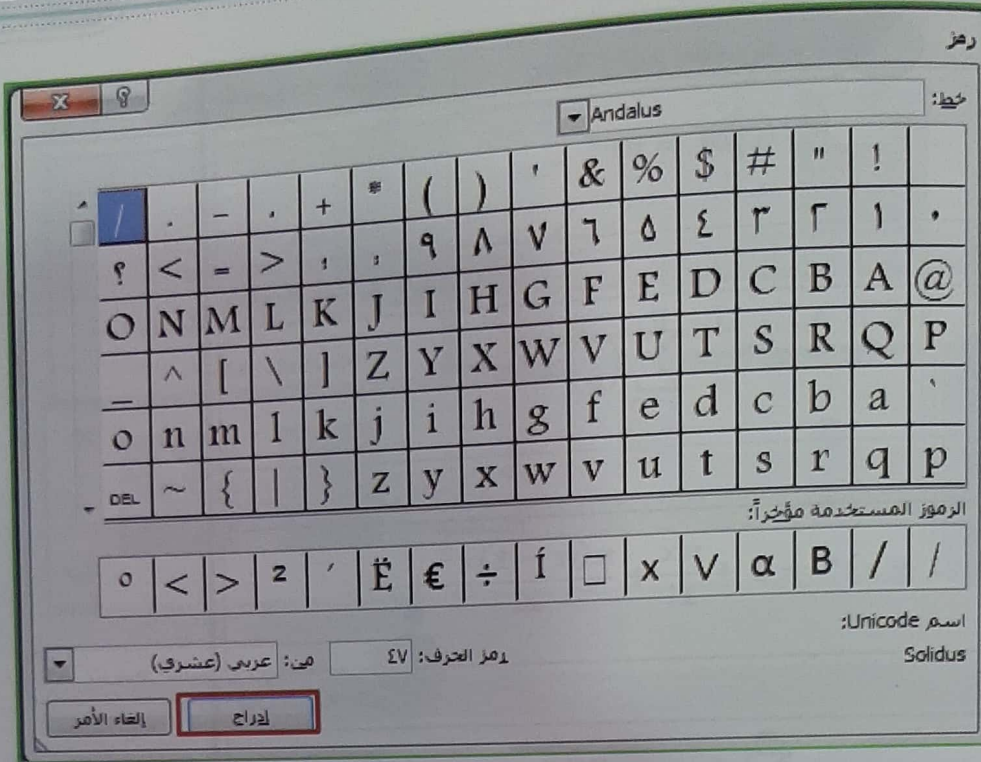 رمز
خط: Andalus
! " # $ % & ' ) ( * + , - . /
٠ ١ ٢ ٣ ٤ ٥ ٦ ٧ ٨ ٩ : ; > = < ؟
@ A B C D E F G H I J K L M N O
P Q R S T U V W X Y Z ] \ [ ^ _
` a b c d e f g h i j k l m n o
p q r s t u v w x y z } | { ~ DEL
الرموز المستخدمة مؤخراً:
/ / B α V x □ Í ÷ € Ë ´ ² > < °
اسم Unicode:
Solidus
رمز الحرف: ٤٧ من: عربي (عشري)
إدراج إلغاء الأمر